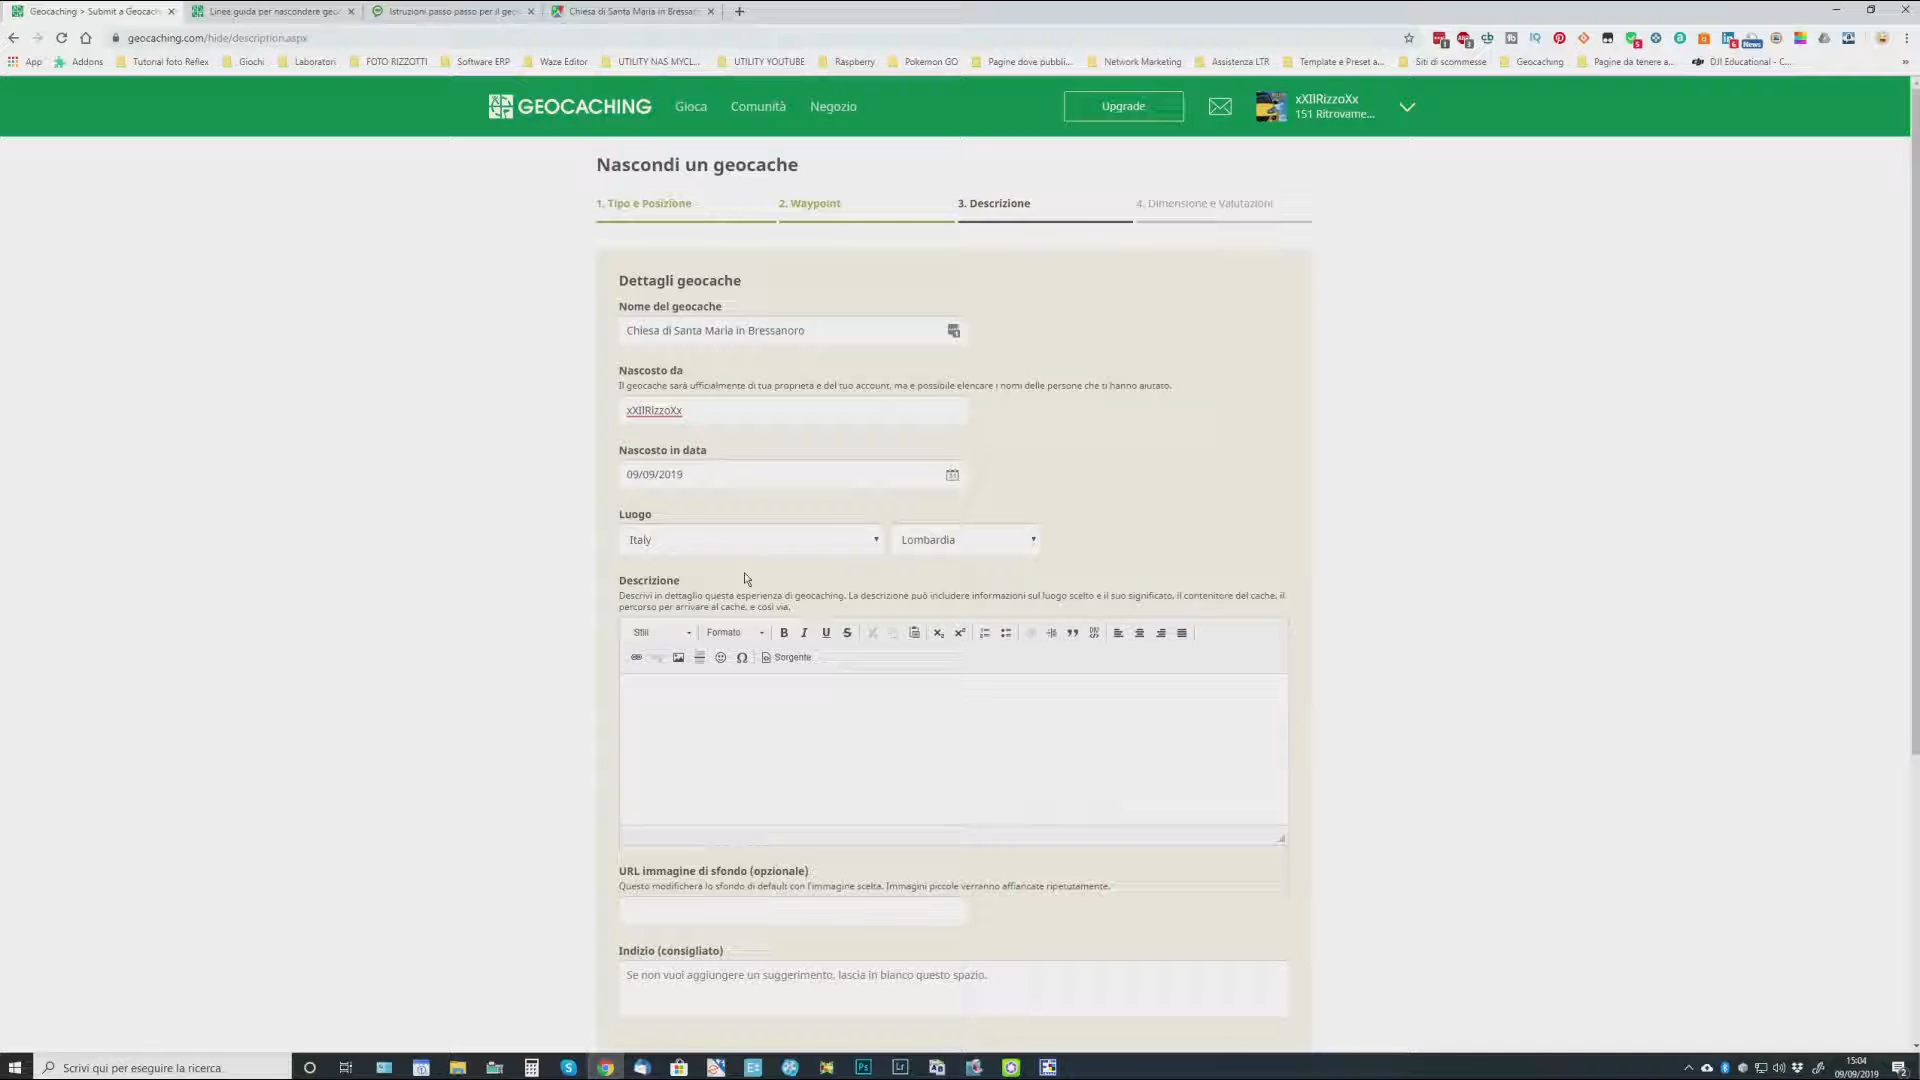 Geocaching > Submit a Geocach
Linee guida per nascondere geoc
Istruzioni passo passo per il geo
Chiesa di Santa Maria in Bressan
geocaching.com/hide/description.aspx
App
Addons
Tutorial foto Reflex
Giochi
Laboratori
FOTO RIZZOTTI
Software ERP
Waze Editor
UTILITY NAS MYCL...
UTILITY YOUTUBE
Raspberry
Pokemon GO
Pagine dove pubbli...
Network Marketing
Assistenza LTR
Template e Preset a...
Siti di scommesse
Geocaching
Pagine da tenere a...
DJI Educational - C...
GEOCACHING
Gioca
Comunità
Negozio
Upgrade
xXIlRizzoXx
151 Ritrovame...
Nascondi un geocache
1. Tipo e Posizione
2. Waypoint
3. Descrizione
4. Dimensione e Valutazioni
Dettagli geocache
Nome del geocache
Chiesa di Santa Maria in Bressanoro
Nascosto da
Il geocache sarà ufficialmente di tua proprietà e del tuo account, ma è possibile elencare i nomi delle persone che ti hanno aiutato.
xXIlRizzoXx
Nascosto in data
09/09/2019
Luogo
Italy
Lombardia
Descrizione
Descrivi in dettaglio questa esperienza di geocaching. La descrizione può includere informazioni sul luogo scelto e il suo significato, il contenitore del cache, il
percorso per arrivare al cache, e così via.
Stili
Formato
B I U S
Sorgente
URL immagine di sfondo (opzionale)
Questo modificherà lo sfondo di default con l'immagine scelta. Immagini piccole verranno affiancate ripetutamente.
Indizio (consigliato)
Se non vuoi aggiungere un suggerimento, lascia in bianco questo spazio.
Scrivi qui per eseguire la ricerca
15:04
09/09/2019